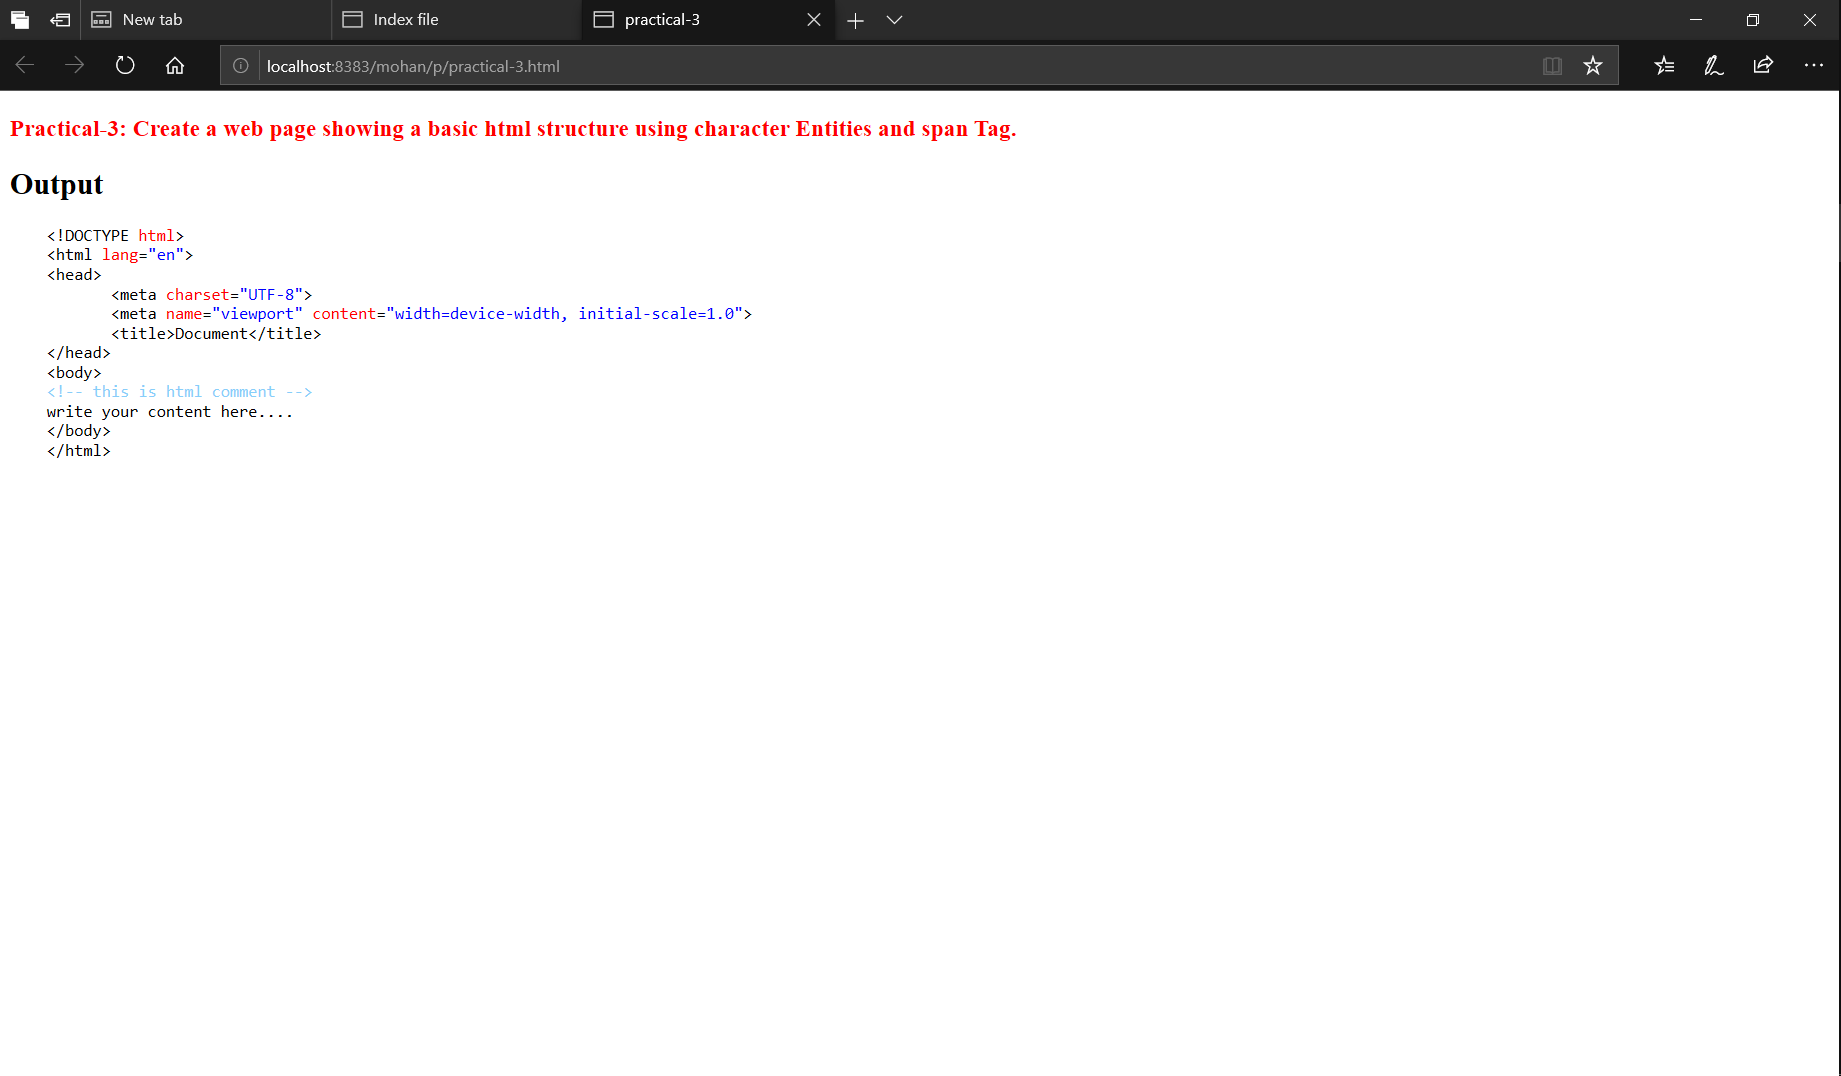 New tab
Index file
practical-3
localhost:8383/mohan/p/practical-3.html
Practical-3: Create a web page showing a basic html structure using character Entities and span Tag.
Output
<!DOCTYPE html>
<html lang="en">
<head>
<meta charset="UTF-8">
<meta name="viewport" content="width=device-width, initial-scale=1.0">
<title>Document</title>
</head>
<body>
<!-- this is html comment -->
write your content here....
</body>
</html>